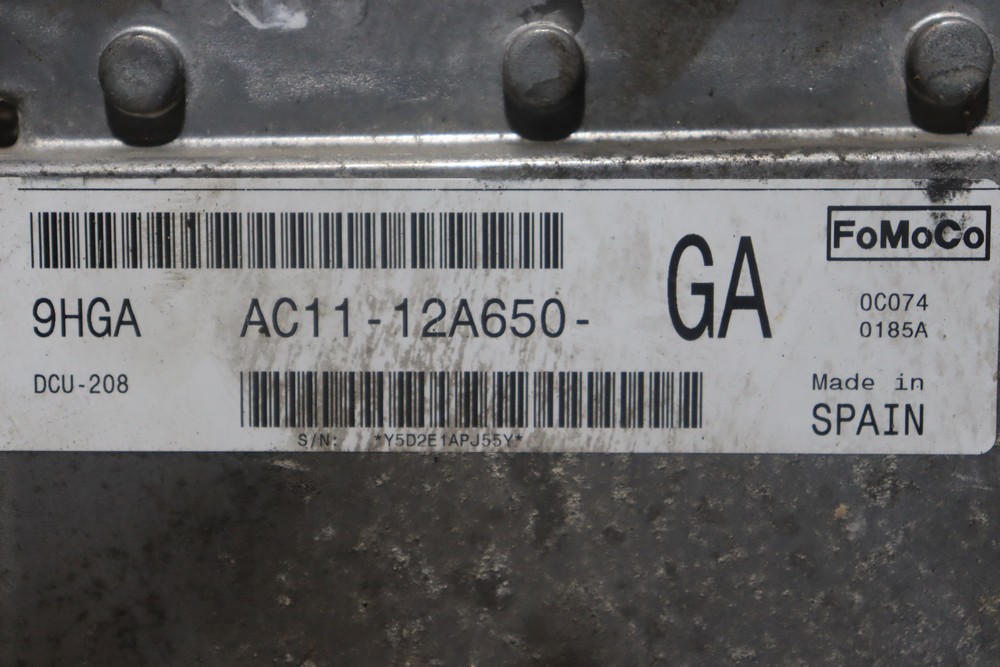 FoMoCo
9HGA AC11-12A650- GA
0C074
0185A
DCU-208
Made in
SPAIN
S/N: *Y5D2E1APJ55Y*